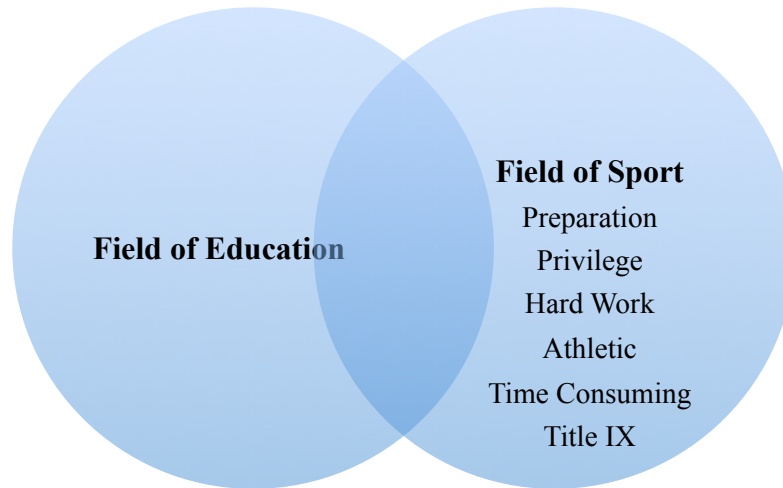 Field of Education
Field of Sport
Preparation
Privilege
Hard Work
Athletic
Time Consuming
Title IX